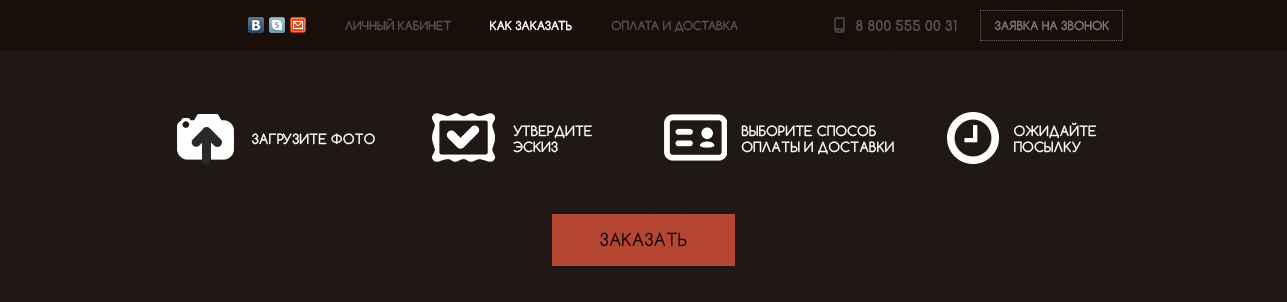 ЛИЧНЫЙ КАБИНЕТ КАК ЗАКАЗАТЬ ОПЛАТА И ДОСТАВКА 8 800 555 00 31 ЗАЯВКА НА ЗВОНОК
ЗАГРУЗИТЕ ФОТО
УТВЕРДИТЕ
ЭСКИЗ
ВЫБОРИТЕ СПОСОБ
ОПЛАТЫ И ДОСТАВКИ
ОЖИДАЙТЕ
ПОСЫЛКУ
ЗАКАЗАТЬ